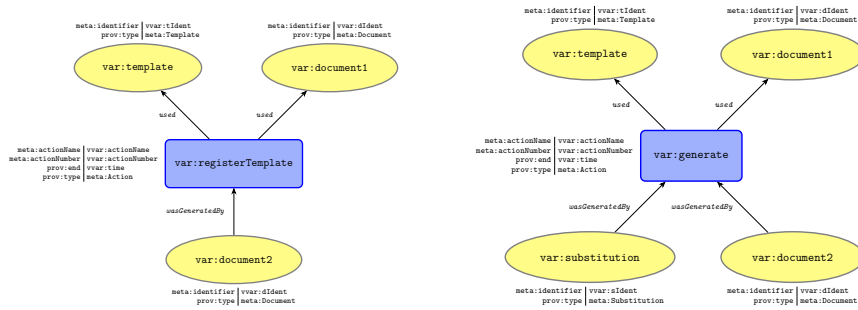 meta:identifier vvar:tIdent
prov:type meta:Template
meta:identifier vvar:dIdent
prov:type meta:Document
var:template
var:document1
used
used
meta:actionName vvar:actionName
meta:actionNumber vvar:actionNumber
prov:end vvar:time
prov:type meta:Action
var:registerTemplate
wasGeneratedBy
var:document2
meta:identifier vvar:dIdent
prov:type meta:Document
meta:identifier vvar:tIdent
prov:type meta:Template
meta:identifier vvar:dIdent
prov:type meta:Document
var:template
var:document1
used
used
meta:actionName vvar:actionName
meta:actionNumber vvar:actionNumber
prov:end vvar:time
prov:type meta:Action
var:generate
wasGeneratedBy
wasGeneratedBy
var:substitution
var:document2
meta:identifier vvar:sIdent
prov:type meta:Substitution
meta:identifier vvar:dIdent
prov:type meta:Document